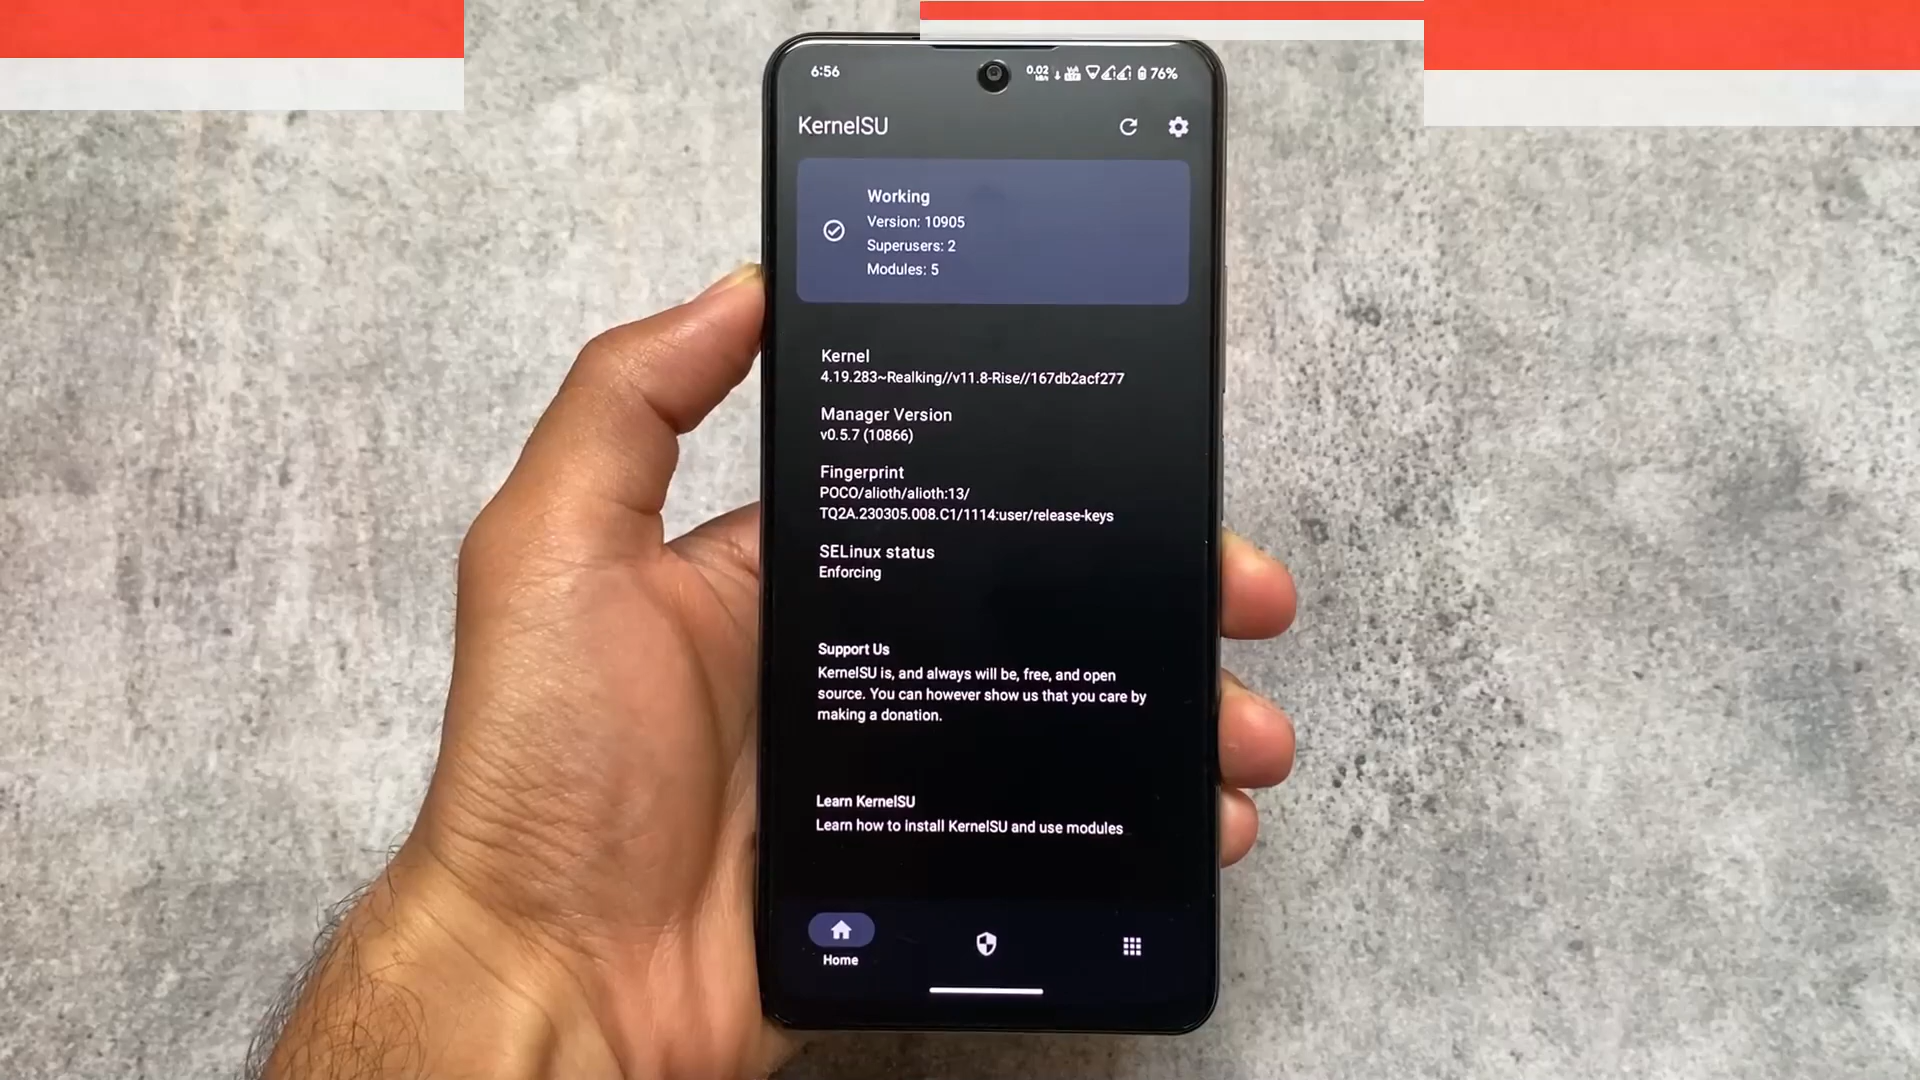 6:56
0.02
76%
KernelSU
Working
Version: 10905
Superusers: 2
Modules: 5
Kernel
4.19.283~Realking//v11.8-Rise//167db2acf277
Manager Version
v0.5.7 (10866)
Fingerprint
POCO/alioth/alioth:13/
TQ2A.230305.008.C1/1114:user/release-keys
SELinux status
Enforcing
Support Us
KernelSU is, and always will be, free, and open
source. You can however show us that you care by
making a donation.
Learn KernelSU
Learn how to install KernelSU and use modules
Home